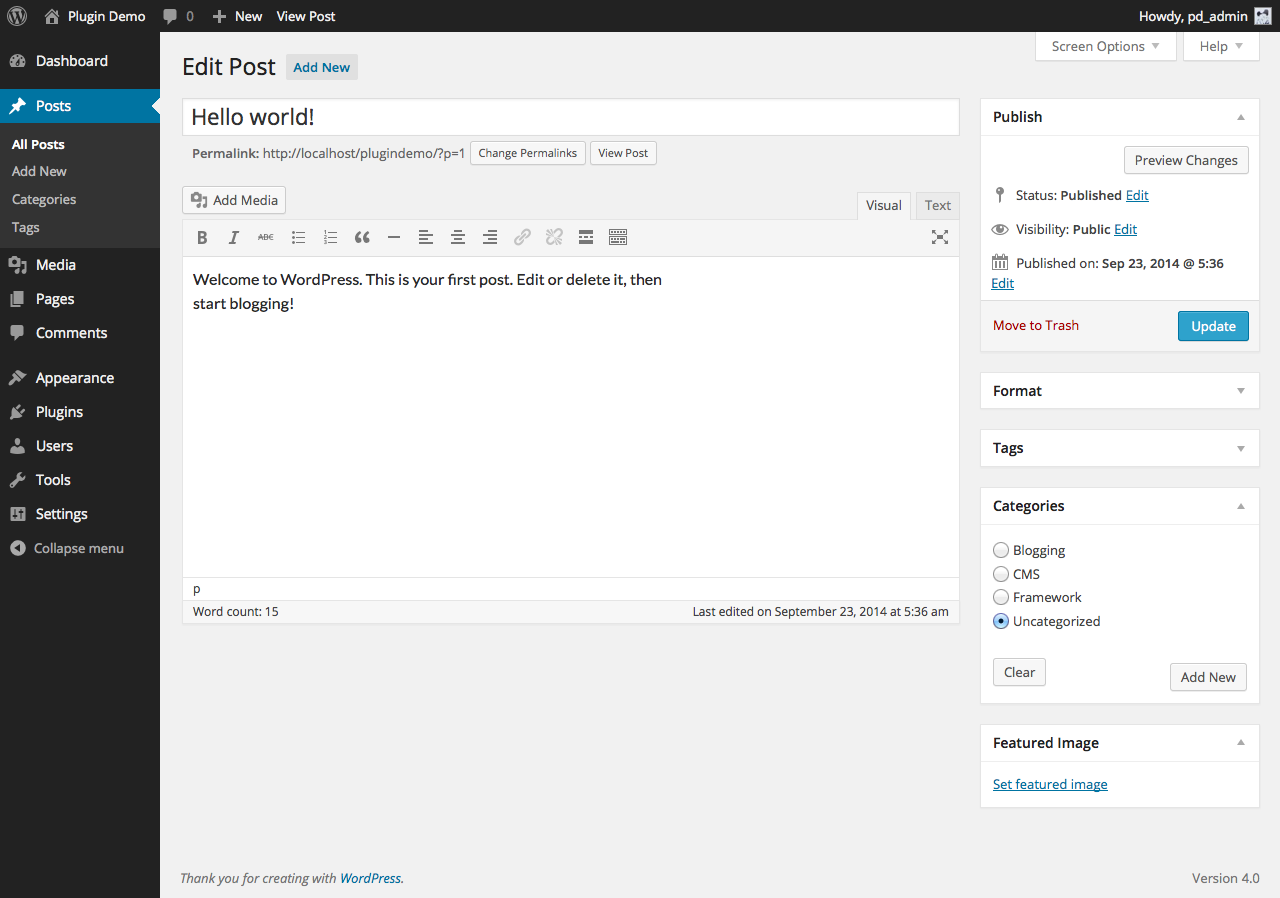 Plugin Demo 0 New View Post Howdy, pd_admin
Screen Options Help
Dashboard
Posts
All Posts
Add New
Categories
Tags
Media
Pages
Comments
Appearance
Plugins
Users
Tools
Settings
Collapse menu
Edit Post Add New
Hello world!
Permalink: http://localhost/plugindemo/?p=1 Change Permalinks View Post
Add Media
Visual Text
B I ABC
Welcome to WordPress. This is your first post. Edit or delete it, then
start blogging!
p
Word count: 15 Last edited on September 23, 2014 at 5:36 am
Publish
Preview Changes
Status: Published Edit
Visibility: Public Edit
Published on: Sep 23, 2014 @ 5:36
Edit
Move to Trash Update
Format
Tags
Categories
Blogging
CMS
Framework
Uncategorized
Clear Add New
Featured Image
Set featured image
Thank you for creating with WordPress. Version 4.0